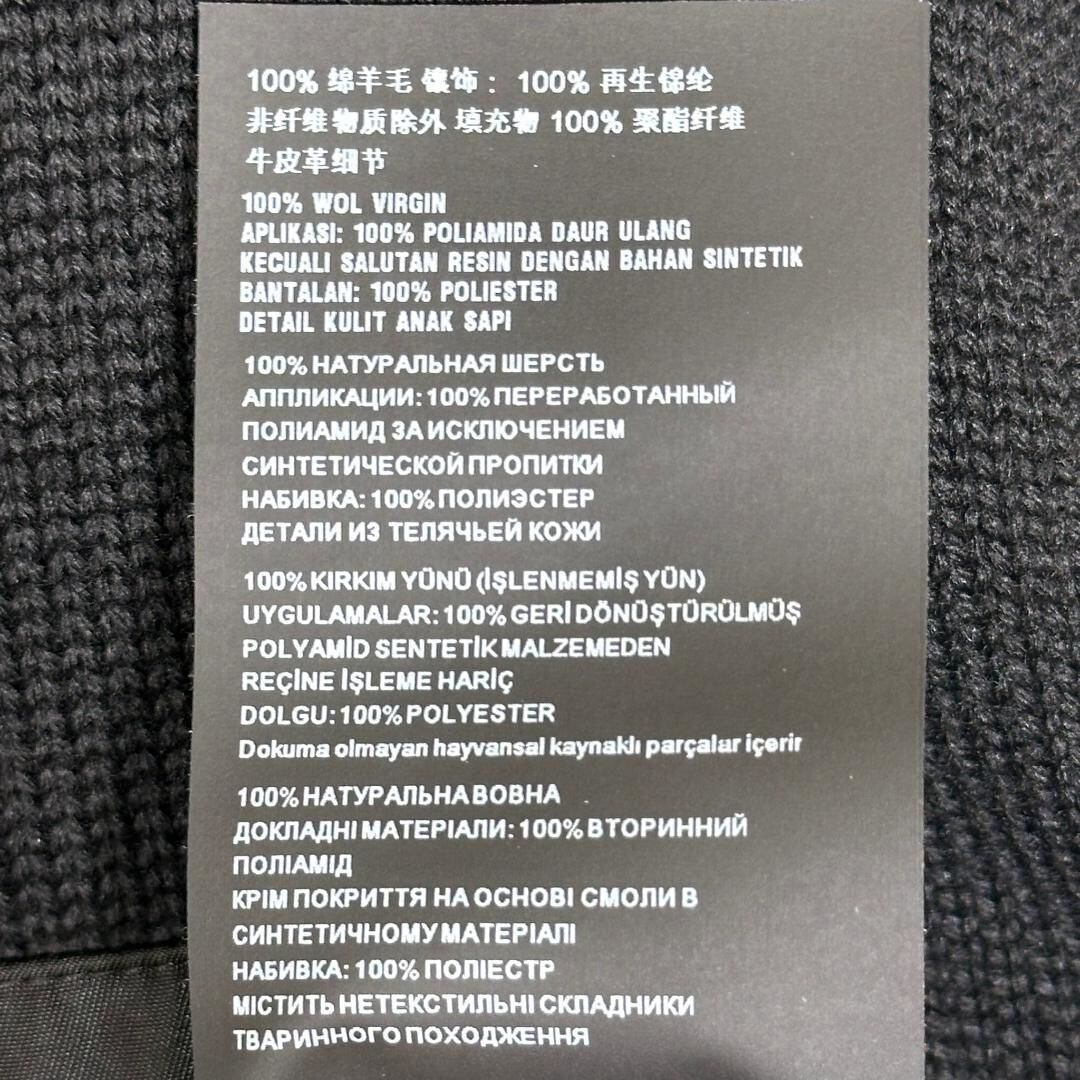 100% 绵羊毛 镶饰： 100% 再生锦纶
非纤维物质除外 填充物 100% 聚酯纤维
牛皮革细节
100% WOL VIRGIN
APLIKASI: 100% POLIAMIDA DAUR ULANG
KECUALI SALUTAN RESIN DENGAN BAHAN SINTETIK
BANTALAN: 100% POLIESTER
DETAIL KULIT ANAK SAPI
100% НАТУРАЛЬНАЯ ШЕРСТЬ
АППЛИКАЦИИ: 100% ПЕРЕРАБОТАННЫЙ
ПОЛИАМИД ЗА ИСКЛЮЧЕНИЕМ
СИНТЕТИЧЕСКОЙ ПРОПИТКИ
НАБИВКА: 100% ПОЛИЭСТЕР
ДЕТАЛИ ИЗ ТЕЛЯЧЬЕЙ КОЖИ
100% KIRKIM YÜNÜ (İŞLENMEMİŞ YÜN)
UYGULAMALAR: 100% GERİ DÖNÜŞTÜRÜLMÜŞ
POLYAMİD SENTETİK MALZEMEDEN
REÇİNE İŞLEME HARİÇ
DOLGU: 100% POLYESTER
Dokuma olmayan hayvansal kaynaklı parçalar içerir
100% НАТУРАЛЬНА ВОВНА
ДОКЛАДНІ МАТЕРІАЛИ: 100% ВТОРИННИЙ
ПОЛІАМІД
КРІМ ПОКРИТТЯ НА ОСНОВІ СМОЛИ В
СИНТЕТИЧНОМУ МАТЕРІАЛІ
НАБИВКА: 100% ПОЛІЕСТР
МІСТИТЬ НЕТЕКСТИЛЬНІ СКЛАДНИКИ
ТВАРИННОГО ПОХОДЖЕННЯ